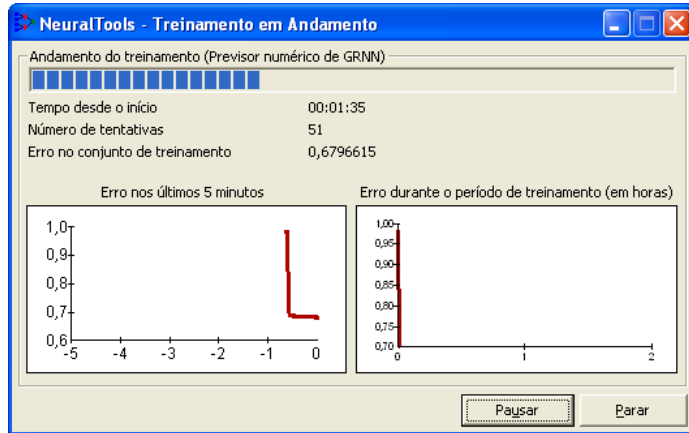 NeuralTools - Treinamento em Andamento
Andamento do treinamento (Previsor numérico de GRNN)
Tempo desde o início 00:01:35
Número de tentativas 51
Erro no conjunto de treinamento 0,6796615
Erro nos últimos 5 minutos
1,0
0,9
0,8
0,7
0,6
-5 -4 -3 -2 -1 0
Erro durante o período de treinamento (em horas)
1,00
0,95
0,90
0,85
0,80
0,75
0,70
0 1 2
Pausar Parar